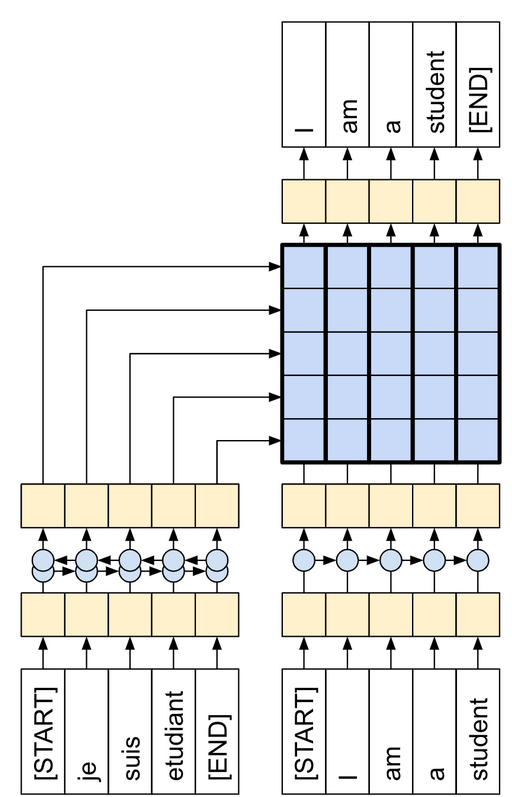 I
am
a
student
[END]
[START]
je
suis
etudiant
[END]
[START]
I
am
a
student